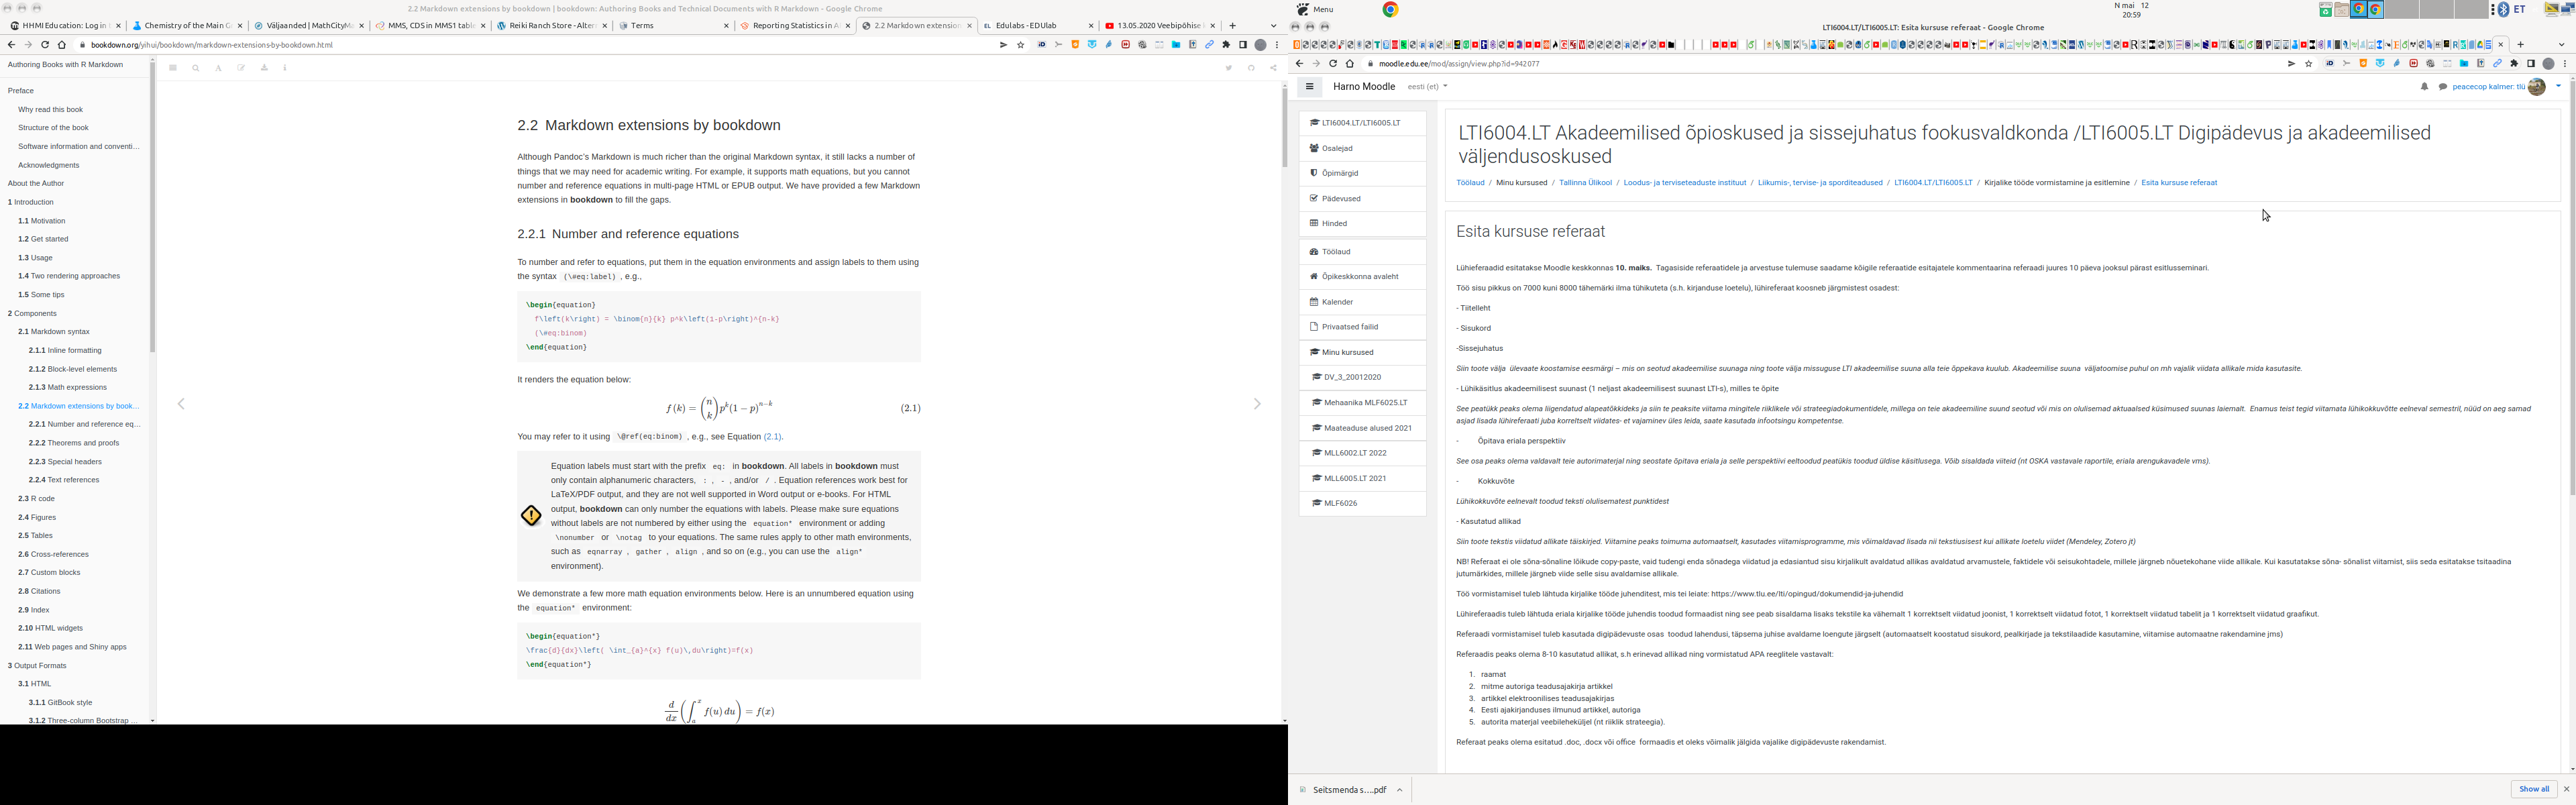 2.2 Markdown extensions by bookdown | bookdown: Authoring Books and Technical Documents with R Markdown - Google Chrome
HHMI Education: Log in
Chemistry of the Main G
Väljaanded | MathCityM
MMS, CDS in MMS1 table
Reiki Ranch Store - Alter
Terms
Reporting Statistics in A
2.2 Markdown extension
Edulabs - EDUlab
13.05.2020 Veebipõhise
bookdown.org/yihui/bookdown/markdown-extensions-by-bookdown.html
Authoring Books with R Markdown
Preface
Why read this book
Structure of the book
Software information and conventi...
Acknowledgments
About the Author
1 Introduction
1.1 Motivation
1.2 Get started
1.3 Usage
1.4 Two rendering approaches
1.5 Some tips
2 Components
2.1 Markdown syntax
2.1.1 Inline formatting
2.1.2 Block-level elements
2.1.3 Math expressions
2.2 Markdown extensions by book...
2.2.1 Number and reference eq...
2.2.2 Theorems and proofs
2.2.3 Special headers
2.2.4 Text references
2.3 R code
2.4 Figures
2.5 Tables
2.6 Cross-references
2.7 Custom blocks
2.8 Citations
2.9 Index
2.10 HTML widgets
2.11 Web pages and Shiny apps
3 Output Formats
3.1 HTML
3.1.1 GitBook style
3.1.2 Three-column Bootstrap ...
2.2 Markdown extensions by bookdown
Although Pandoc's Markdown is much richer than the original Markdown syntax, it still lacks a number of
things that we may need for academic writing. For example, it supports math equations, but you cannot
number and reference equations in multi-page HTML or EPUB output. We have provided a few Markdown
extensions in bookdown to fill the gaps.
2.2.1 Number and reference equations
To number and refer to equations, put them in the equation environments and assign labels to them using
the syntax (\#eq:label) , e.g.,
\begin{equation}
f\left(k\right) = \binom{n}{k} p^k\left(1-p\right)^{n-k}
(\#eq:binom)
\end{equation}
It renders the equation below:
f (k) = (n k) p^k (1 − p)^{n−k} (2.1)
You may refer to it using \@ref(eq:binom) , e.g., see Equation (2.1).
Equation labels must start with the prefix eq: in bookdown. All labels in bookdown must
only contain alphanumeric characters, : , - , and/or / . Equation references work best for
LaTeX/PDF output, and they are not well supported in Word output or e-books. For HTML
output, bookdown can only number the equations with labels. Please make sure equations
without labels are not numbered by either using the equation* environment or adding
\nonumber or \notag to your equations. The same rules apply to other math environments,
such as eqnarray , gather , align , and so on (e.g., you can use the align*
environment).
We demonstrate a few more math equation environments below. Here is an unnumbered equation using
the equation* environment:
\begin{equation*}
\frac{d}{dx}\left( \int_{a}^{x} f(u)\,du\right)=f(x)
\end{equation*}
d/dx (∫_a^x f(u) du) = f(x)
Menu
N mai 12
20:59
ET
LTI6004.LT/LTI6005.LT: Esita kursuse referaat - Google Chrome
moodle.edu.ee/mod/assign/view.php?id=942077
Harno Moodle
eesti (et)
peacecop kalmer: tlü
LTI6004.LT/LTI6005.LT
Osalejad
Õpimärgid
Pädevused
Hinded
Töölaud
Õpikeskkonna avaleht
Kalender
Privaatsed failid
Minu kursused
DV_3_20012020
Mehaanika MLF6025.LT
Maateaduse alused 2021
MLL6002.LT 2022
MLL6005.LT 2021
MLF6026
LTI6004.LT Akadeemilised õpioskused ja sissejuhatus fookusvaldkonda /LTI6005.LT Digipädevus ja akadeemilised
väljendusoskused
Töölaud / Minu kursused / Tallinna Ülikool / Loodus- ja terviseteaduste instituut / Liikumis-, tervise- ja sporditeadused / LTI6004.LT/LTI6005.LT / Kirjalike tööde vormistamine ja esitlemine / Esita kursuse referaat
Esita kursuse referaat
Lühireferaadid esitatakse Moodle keskkonnas 10. maiks. Tagasiside referaatidele ja arvestuse tulemuse saadame kõigile referaatide esitajatele kommentaarina referaadi juures 10 päeva jooksul pärast esitlusseminari.
Töö sisu pikkus on 7000 kuni 8000 tähemärki ilma tühikuteta (s.h. kirjanduse loetelu), lühireferaat koosneb järgmistest osadest:
- Tiitelleht
- Sisukord
-Sissejuhatus
Siin toote välja ülevaate koostamise eesmärgi – mis on seotud akadeemilise suunaga ning toote välja missuguse LTI akadeemilise suuna alla teie õppekava kuulub. Akadeemilise suuna väljatoomise puhul on mh vajalik viidata allikale mida kasutasite.
- Lühikäsitlus akadeemilisest suunast (1 neljast akadeemilisest suunast LTI-s), milles te õpite
See peatükk peaks olema liigendatud alapeatõkkideks ja siin te peaksite viitama mingitele riiklikele või strateegiadokumentidele, millega on teie akadeemiline suund seotud või mis on olulisemad aktuaalsed küsimused suunas laiemalt. Enamus teist tegid viitamata lühikokkuvõtte eelneval semestril, nüüd on aeg samad
asjad lisada lühireferaati juba korrektselt viidates- et vajaminev üles leida, saate kasutada infootsingu kompetentse.
- Õpitava eriala perspektiiv
See osa peaks olema valdavalt teie autorimaterjal ning seostate õpitava eriala ja selle perspektiivi eeltoodud peatükis toodud üldise käsitlusega. Võib sisaldada viiteid (nt OSKA vastavale raportile, eriala arengukavadele vms).
- Kokkuvõte
Lühikokkuvõte eelnevalt toodud teksti olulisematest punktidest
- Kasutatud allikad
Siin toote tekstis viidatud allikate täiskirjed. Viitamine peaks toimuma automaatselt, kasutades viitamisprogramme, mis võimaldavad lisada nii tekstiusisest kui allikate loetelu viidet (Mendeley, Zotero jt)
NB! Referaat ei ole sõna-sõnaline lõikude copy-paste, vaid tudengi enda sõnadega viidatud ja edasiantud sisu kirjalikult avaldatud allikas avaldatud arvamustele, faktidele või seisukohtadele, millele järgneb nõuetekohane viide allikale. Kui kasutatakse sõna- sõnalist viitamist, siis seda esitatakse tsitaadina
jutumärkides, millele järgneb viide selle sisu avaldamise allikale.
Töö vormistamisel tuleb lähtuda kirjalike tööde juhenditest, mis tei leiate: https://www.tlu.ee/lti/opingud/dokumendid-ja-juhendid
Lühireferaadis tuleb lähtuda eriala kirjalike tööde juhendis toodud formaadist ning see peab sisaldama lisaks tekstile ka vähemalt 1 korrektselt viidatud joonist, 1 korrektselt viidatud fotot, 1 korrektselt viidatud tabelit ja 1 korrektselt viidatud graafikut.
Referaadi vormistamisel tuleb kasutada digipädevuste osas toodud lahendusi, täpsema juhise avaldame loengute järgselt (automaatselt koostatud sisukord, pealkirjade ja tekstilaadide kasutamine, viitamise automaatne rakendamine jms)
Referaadis peaks olema 8-10 kasutatud allikat, s.h erinevad allikad ning vormistatud APA reeglitele vastavalt:
1. raamat
2. mitme autoriga teadusajakirja artikkel
3. artikkel elektroonilises teadusajakirjas
4. Eesti ajakirjanduses ilmunud artikkel, autoriga
5. autorita materjal veebileheküljel (nt riiklik strateegia).
Referaat peaks olema esitatud .doc, .docx või office formaadis et oleks võimalik jälgida vajalike digipädevuste rakendamist.
Seitsmenda s....pdf
Show all